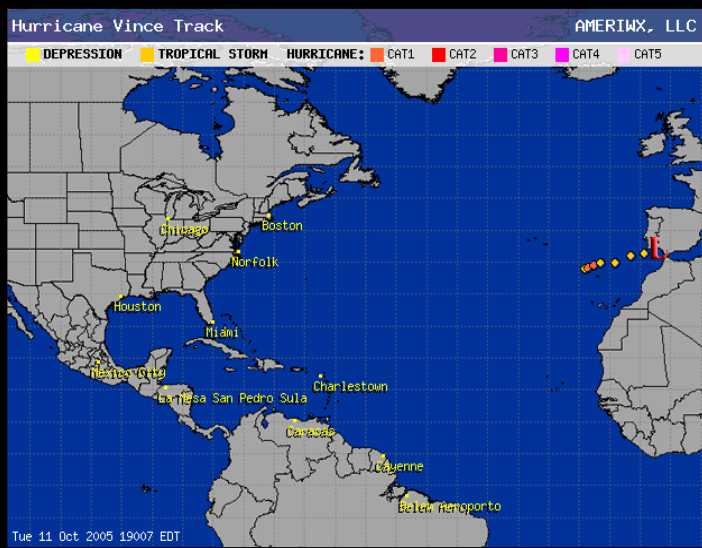 Hurricane Vince Track AMERIWX, LLC
DEPRESSION TROPICAL STORM HURRICANE: CAT1 CAT2 CAT3 CAT4 CAT5
Chicago
Boston
Norfolk
Houston
Miami
Mexico City
Charlestown
La Mesa San Pedro Sula
Caracas
Cayenne
Belem Aeroporto
L
Tue 11 Oct 2005 19007 EDT